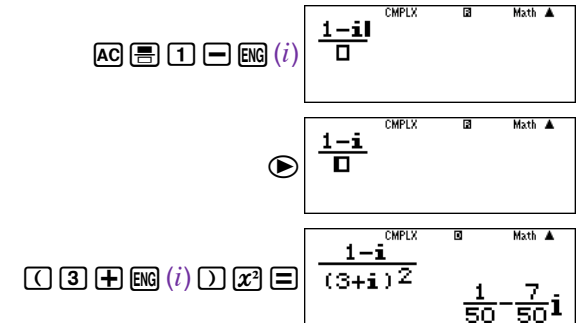 CMPLX R Math ▲
AC 1 − ENG (i)
1−i
□
CMPLX R Math ▲
1−i
□
CMPLX D Math ▲
( 3 + ENG (i) ) x² =
1−i
(3+i)²
1/50 − 7/50 i